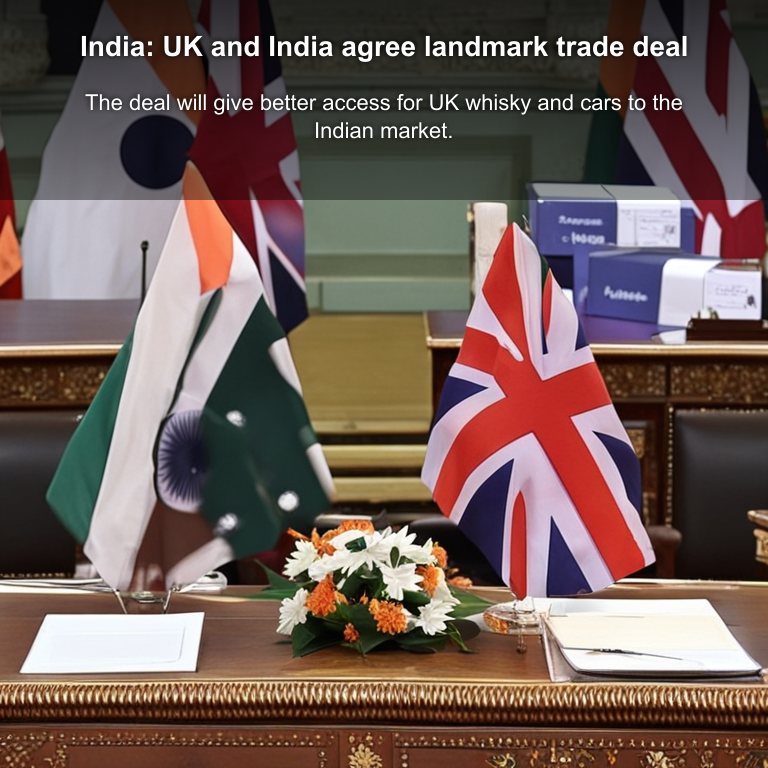 India: UK and India agree landmark trade deal
The deal will give better access for UK whisky and cars to the
Indian market.